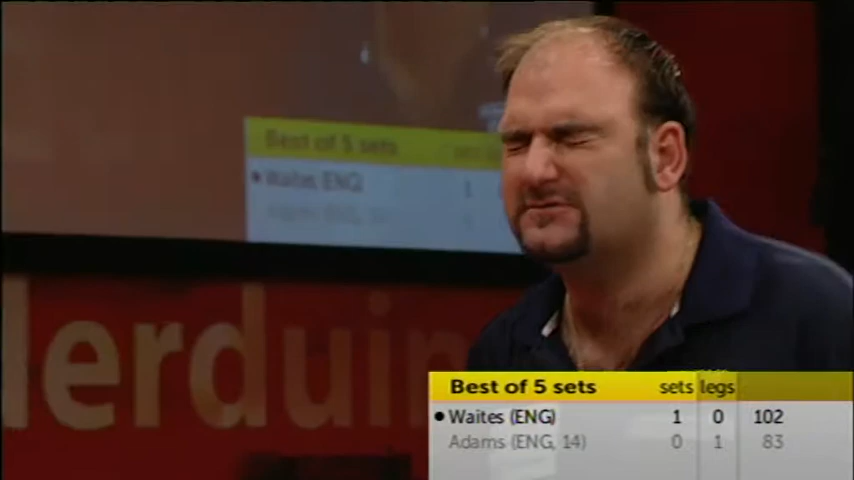 Best of 5 sets
Waites (ENG) 1
erduin
Best of 5 sets sets legs
Waites (ENG) 1 0 102
Adams (ENG, 14) 0 1 83